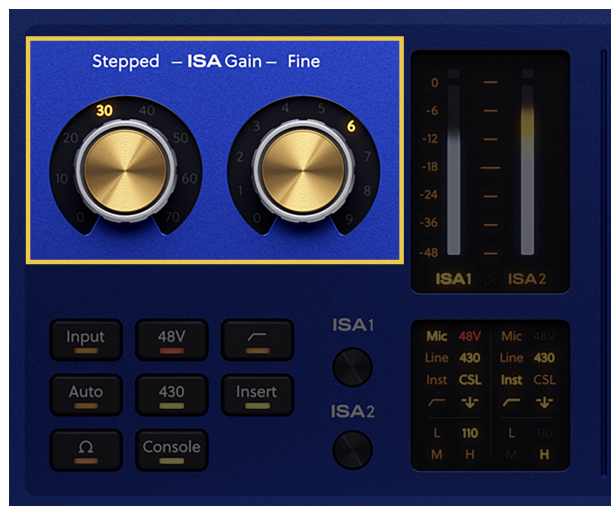 Stepped – ISA Gain – Fine
0 10 20 30 40 50 60 70
0 1 2 3 4 5 6 7 8 9
0
-6
-12
-18
-24
-36
-48
ISA1 ISA2
Input 48V
Auto 430 Insert
Ω Console
ISA1
ISA2
Mic 48V Mic 48V
Line 430 Line 430
Inst CSL Inst CSL
L 110 L 110
M H M H